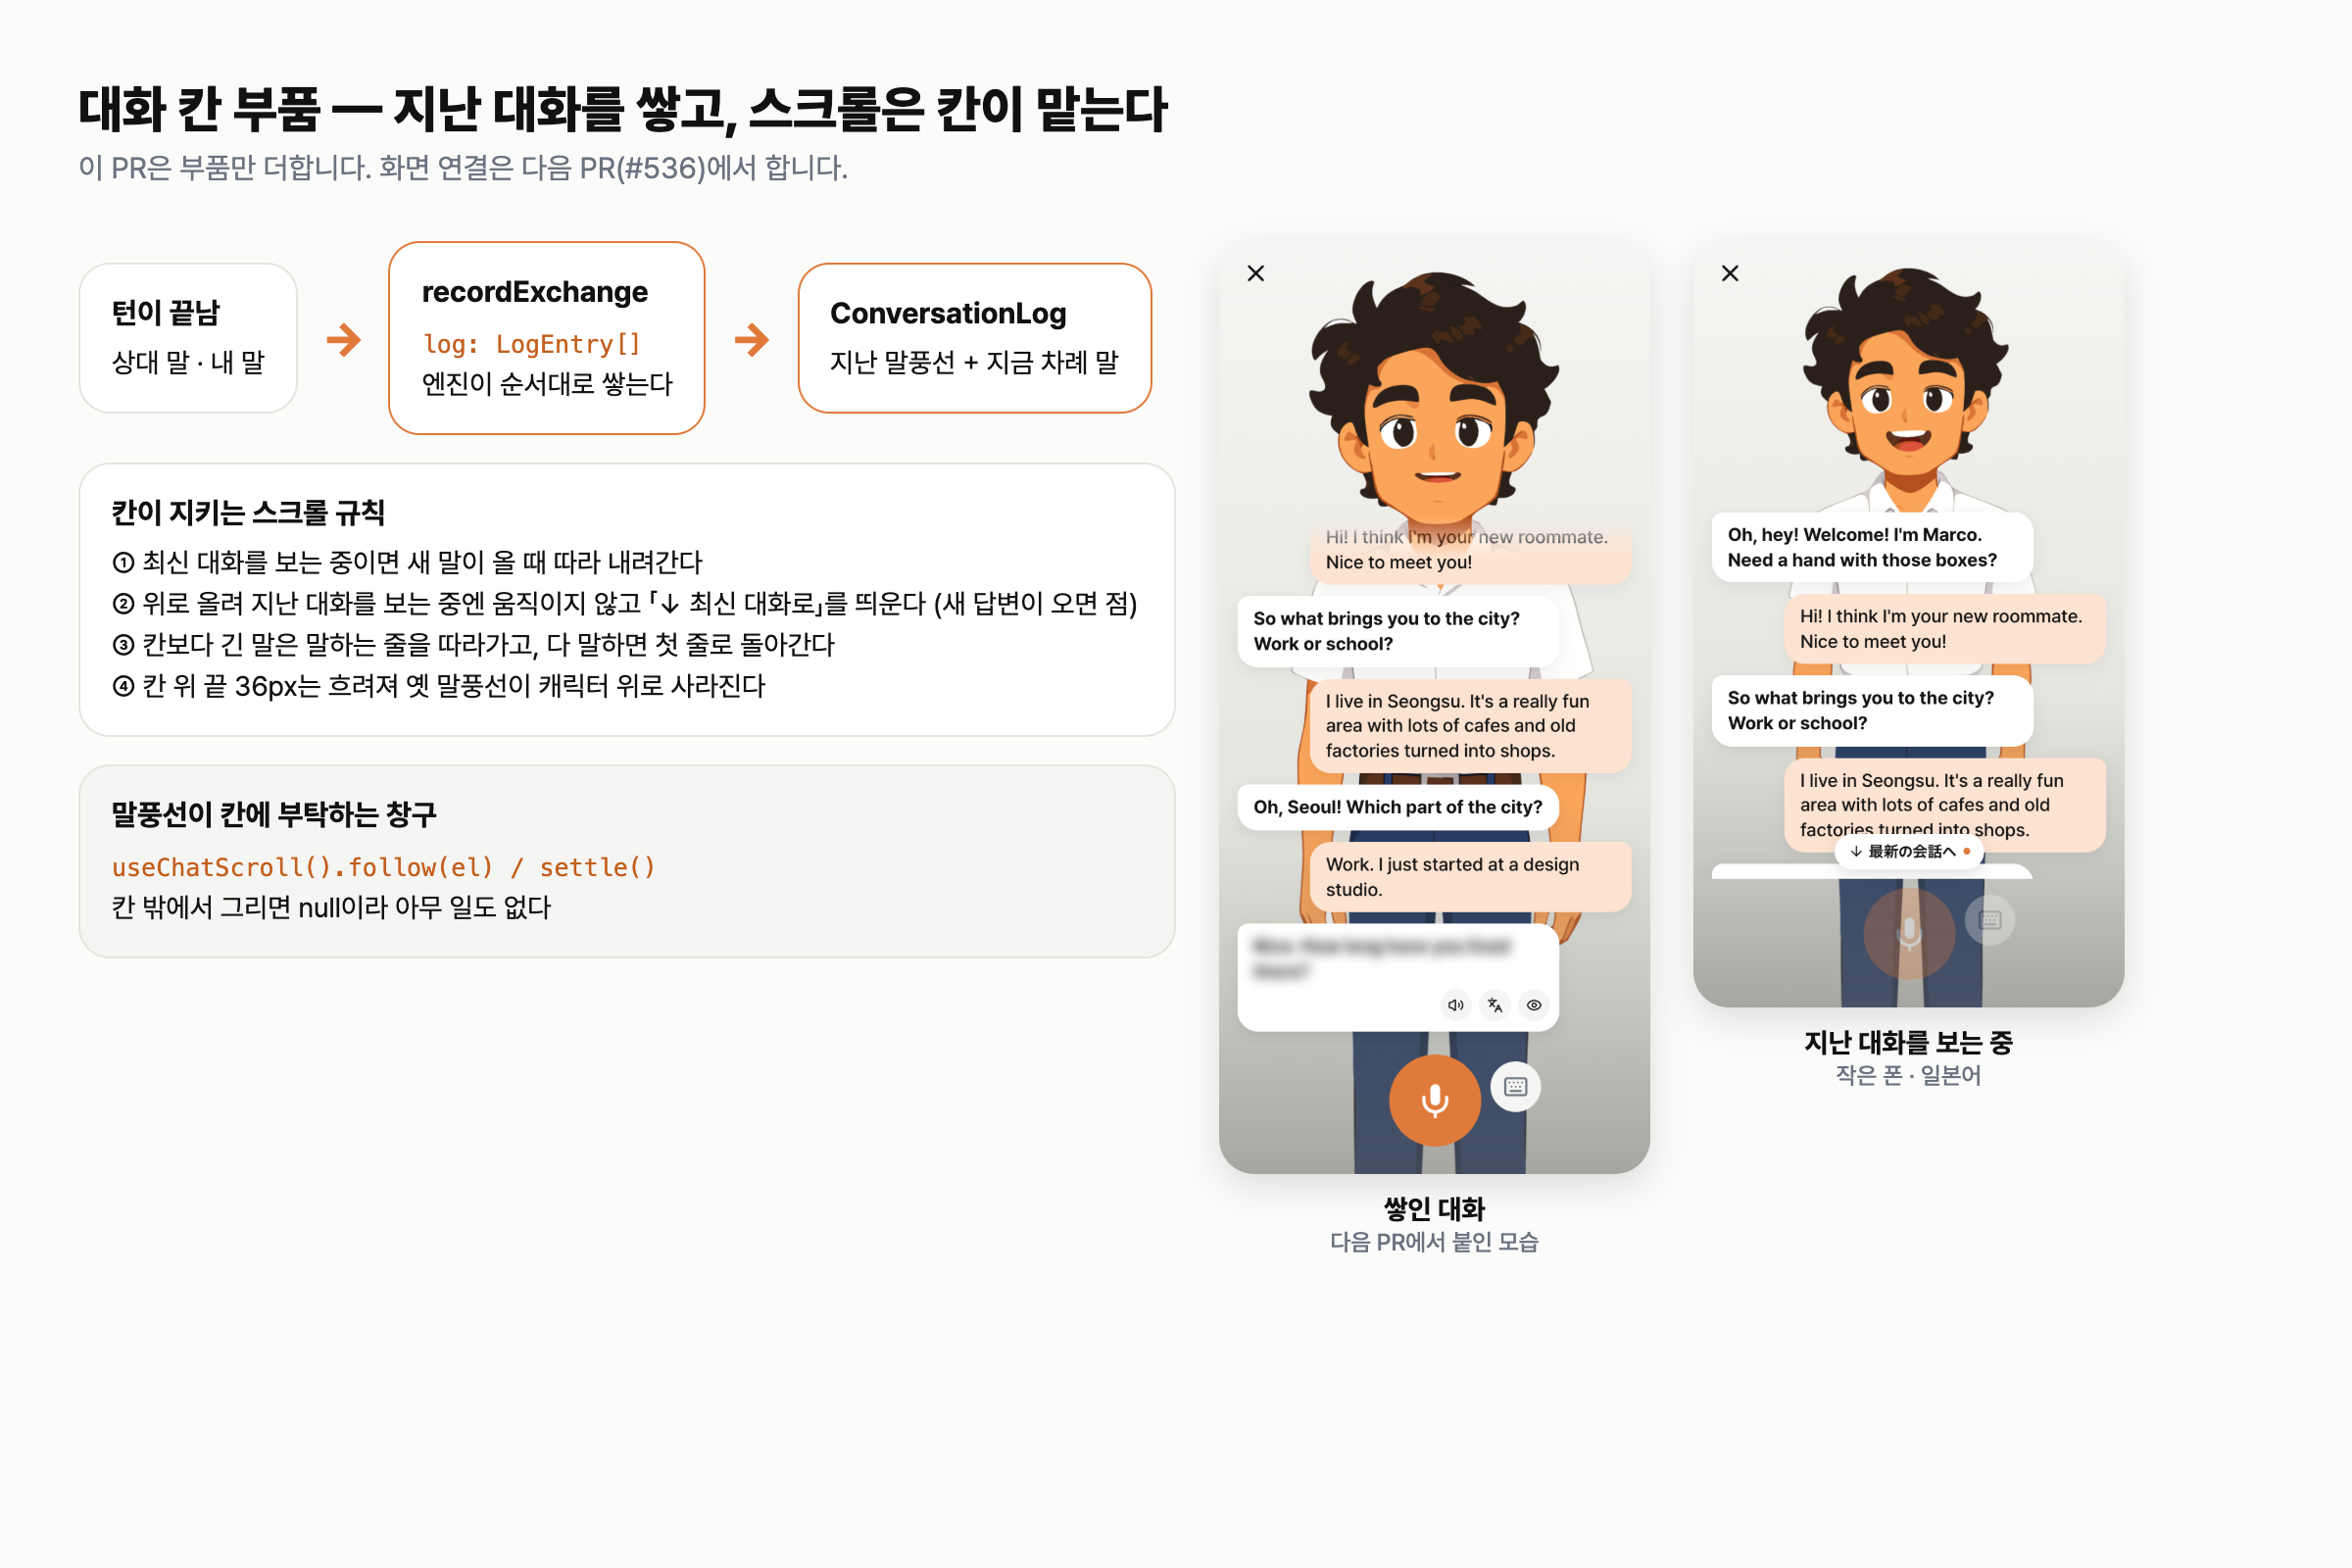 대화 칸 부품 — 지난 대화를 쌓고, 스크롤은 칸이 맡는다
이 PR은 부품만 더합니다. 화면 연결은 다음 PR(#536)에서 합니다.
턴이 끝남
상대 말 · 내 말
→
recordExchange
log: LogEntry[]
엔진이 순서대로 쌓는다
→
ConversationLog
지난 말풍선 + 지금 차례 말
칸이 지키는 스크롤 규칙
① 최신 대화를 보는 중이면 새 말이 올 때 따라 내려간다
② 위로 올려 지난 대화를 보는 중엔 움직이지 않고 「↓ 최신 대화로」를 띄운다 (새 답변이 오면 점)
③ 칸보다 긴 말은 말하는 줄을 따라가고, 다 말하면 첫 줄로 돌아간다
④ 칸 위 끝 36px는 흐려져 옛 말풍선이 캐릭터 위로 사라진다
말풍선이 칸에 부탁하는 창구
useChatScroll().follow(el) / settle()
칸 밖에서 그리면 null이라 아무 일도 없다
Hi! I think I'm your new roommate.
Nice to meet you!
So what brings you to the city?
Work or school?
I live in Seongsu. It's a really fun
area with lots of cafes and old
factories turned into shops.
Oh, Seoul! Which part of the city?
Work. I just started at a design
studio.
쌓인 대화
다음 PR에서 붙인 모습
Oh, hey! Welcome! I'm Marco.
Need a hand with those boxes?
Hi! I think I'm your new roommate.
Nice to meet you!
So what brings you to the city?
Work or school?
I live in Seongsu. It's a really fun
area with lots of cafes and old
factories turned into shops.
↓ 最新の会話へ
지난 대화를 보는 중
작은 폰 · 일본어